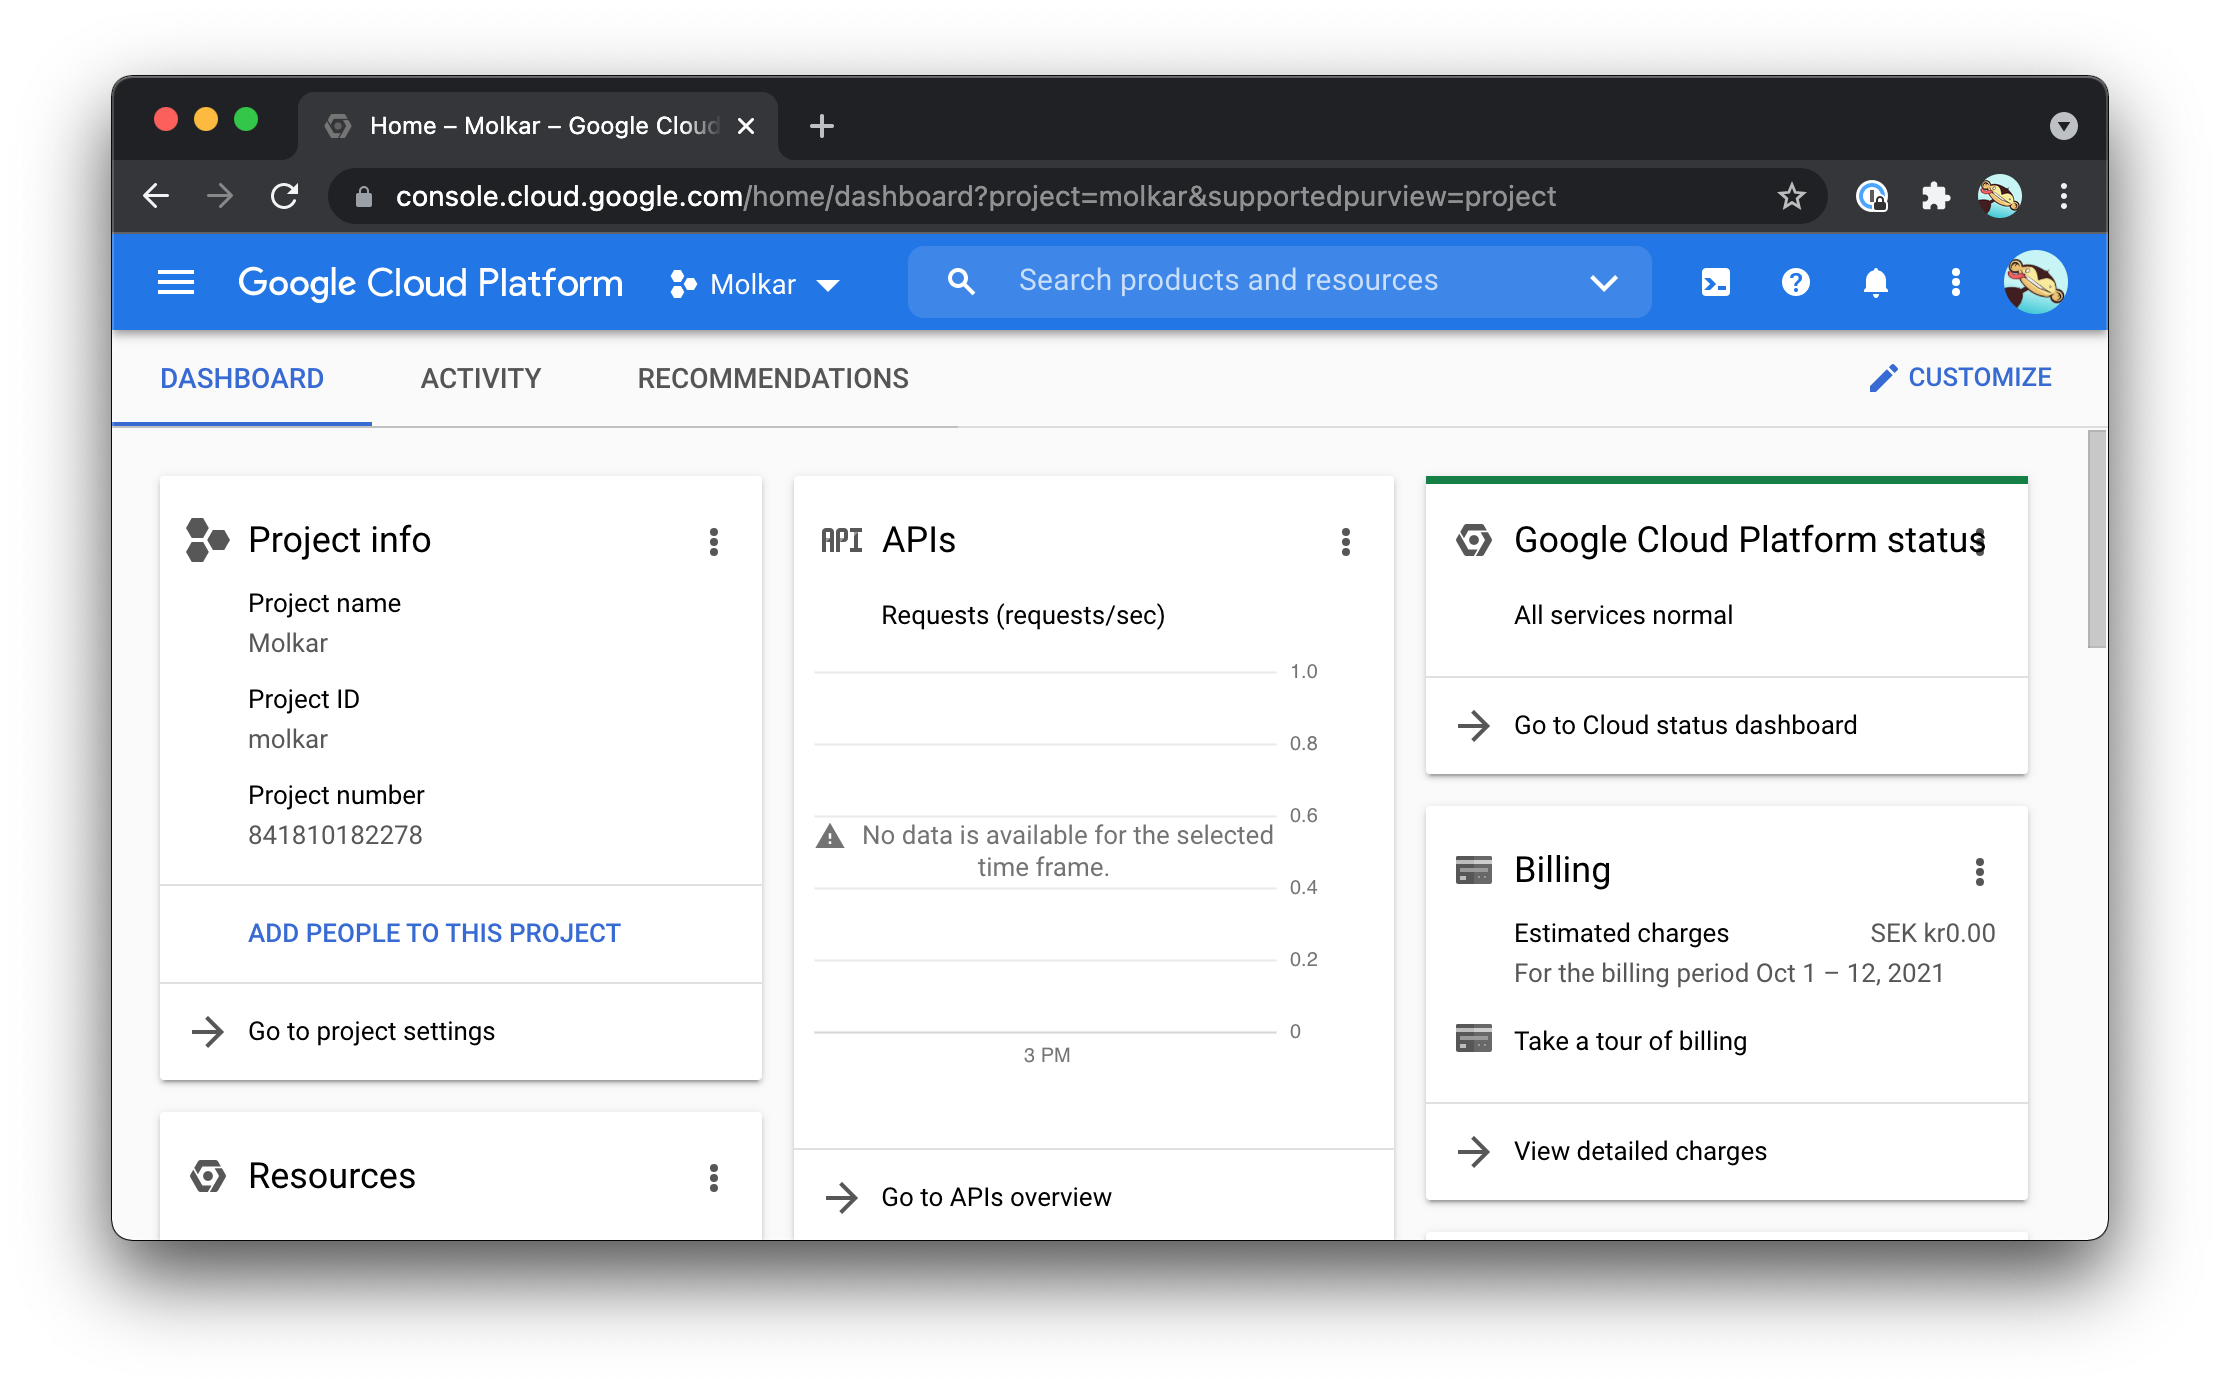 Home – Molkar – Google Cloud
console.cloud.google.com/home/dashboard?project=molkar&supportedpurview=project
Google Cloud Platform
Molkar
Search products and resources
DASHBOARD
ACTIVITY
RECOMMENDATIONS
CUSTOMIZE
Project info
Project name
Molkar
Project ID
molkar
Project number
841810182278
ADD PEOPLE TO THIS PROJECT
Go to project settings
Resources
API
APIs
Requests (requests/sec)
1.0
0.8
0.6
No data is available for the selected
time frame.
0.4
0.2
0
3 PM
Go to APIs overview
Google Cloud Platform status
All services normal
Go to Cloud status dashboard
Billing
Estimated charges
SEK kr0.00
For the billing period Oct 1 – 12, 2021
Take a tour of billing
View detailed charges